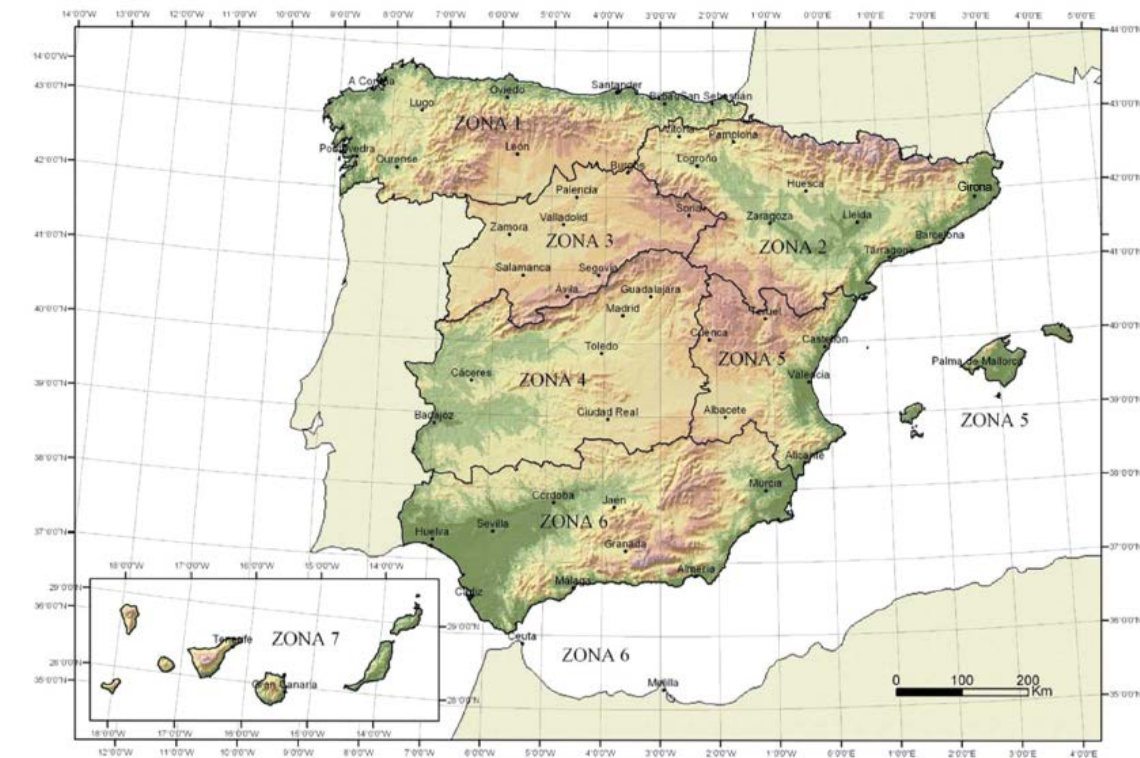 14°0'0"W 13°0'0"W 12°0'0"W 11°0'0"W 10°0'0"W 9°0'0"W 8°0'0"W 7°0'0"W 6°0'0"W 5°0'0"W 4°0'0"W 3°0'0"W 2°0'0"W 1°0'0"W 0°0'0"E 1°0'0"E 2°0'0"E 3°0'0"E 4°0'0"E 5°0'0"E
43°0'0"N
42°0'0"N
41°0'0"N
40°0'0"N
39°0'0"N
38°0'0"N
37°0'0"N
A Coruña
Oviedo
Santander
Bilbao
San Sebastián
Lugo
ZONA 1
Vitoria
Pamplona
León
Pontevedra
Ourense
Burgos
Logroño
Palencia
Huesca
Girona
Soria
Valladolid
Zaragoza
Lleida
Zamora
ZONA 3
ZONA 2
Barcelona
Tarragona
Salamanca
Segovia
Ávila
Guadalajara
Madrid
Teruel
Cuenca
Castellón
Toledo
ZONA 5
Palma de Mallorca
Cáceres
ZONA 4
Valencia
Badajoz
Ciudad Real
Albacete
ZONA 5
Alicante
Murcia
Córdoba
Jaén
Huelva
Sevilla
ZONA 6
Granada
Almería
Málaga
Cádiz
Ceuta
ZONA 6
Melilla
Tenerife
ZONA 7
Gran Canaria
0 100 200
Km
18°0'0"W 17°0'0"W 16°0'0"W 15°0'0"W 14°0'0"W
29°0'0"N
28°0'0"N
12°0'0"W 11°0'0"W 10°0'0"W 9°0'0"W 8°0'0"W 7°0'0"W 6°0'0"W 5°0'0"W 4°0'0"W 3°0'0"W 2°0'0"W 1°0'0"W 0°0'0"E 1°0'0"E 2°0'0"E 3°0'0"E 4°0'0"E